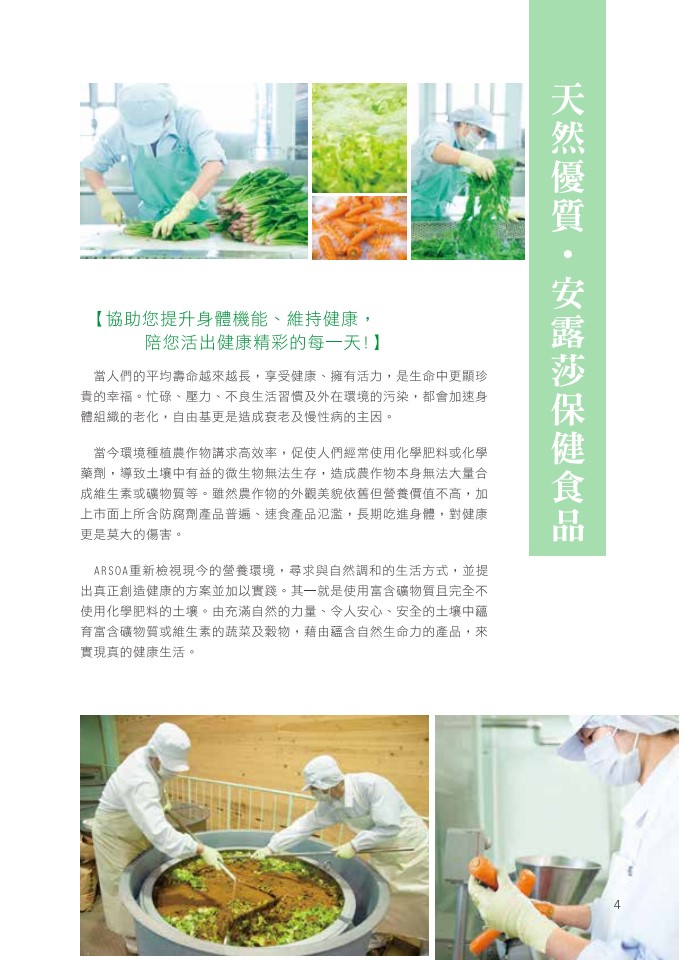 天然優質・安露莎保健食品
【協助您提升身體機能、維持健康，
陪您活出健康精彩的每一天!】
當人們的平均壽命越來越長，享受健康、擁有活力，是生命中更顯珍
貴的幸福。忙碌、壓力、不良生活習慣及外在環境的污染，都會加速身
體組織的老化，自由基更是造成衰老及慢性病的主因。
當今環境種植農作物講求高效率，促使人們經常使用化學肥料或化學
藥劑，導致土壤中有益的微生物無法生存，造成農作物本身無法大量合
成維生素或礦物質等。雖然農作物的外觀美貌依舊但營養價值不高，加
上市面上所含防腐劑產品普遍、速食產品氾濫，長期吃進身體，對健康
更是莫大的傷害。
ARSOA重新檢視現今的營養環境，尋求與自然調和的生活方式，並提
出真正創造健康的方案並加以實踐。其一就是使用富含礦物質且完全不
使用化學肥料的土壤。由充滿自然的力量、令人安心、安全的土壤中蘊
育富含礦物質或維生素的蔬菜及穀物，藉由蘊含自然生命力的產品，來
實現真的健康生活。
4